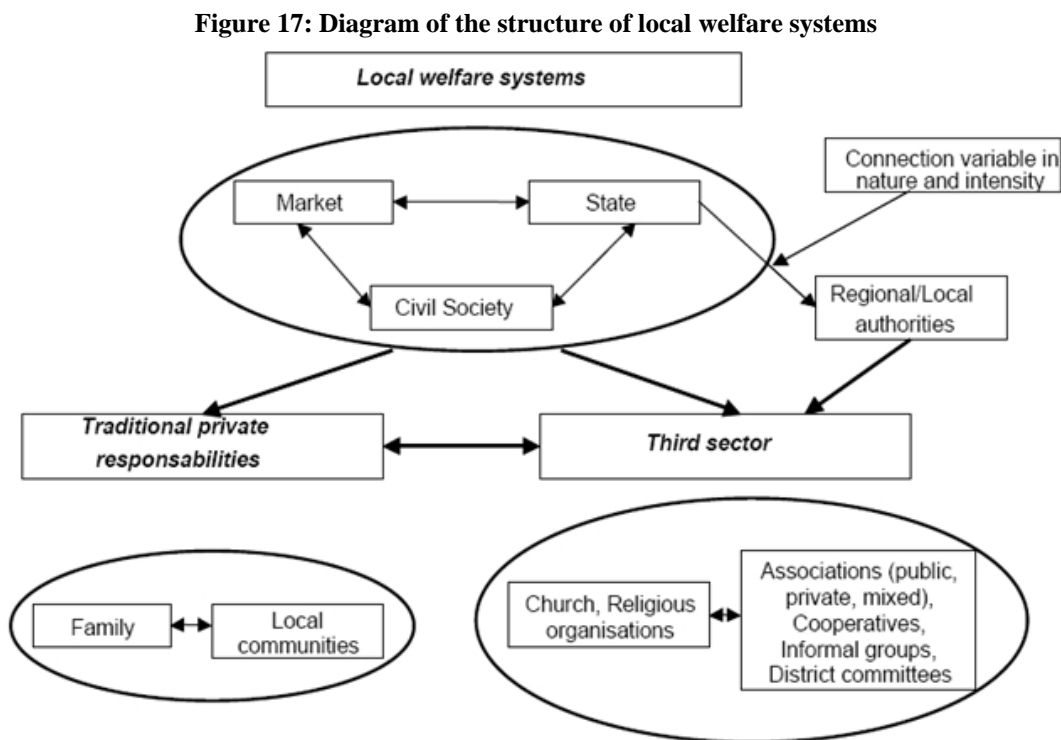 Figure 17: Diagram of the structure of local welfare systems
Local welfare systems
Connection variable in
nature and intensity
Market
State
Civil Society
Regional/Local
authorities
Traditional private
responsabilities
Third sector
Family
Local
communities
Church, Religious
organisations
Associations (public,
private, mixed),
Cooperatives,
Informal groups,
District committees